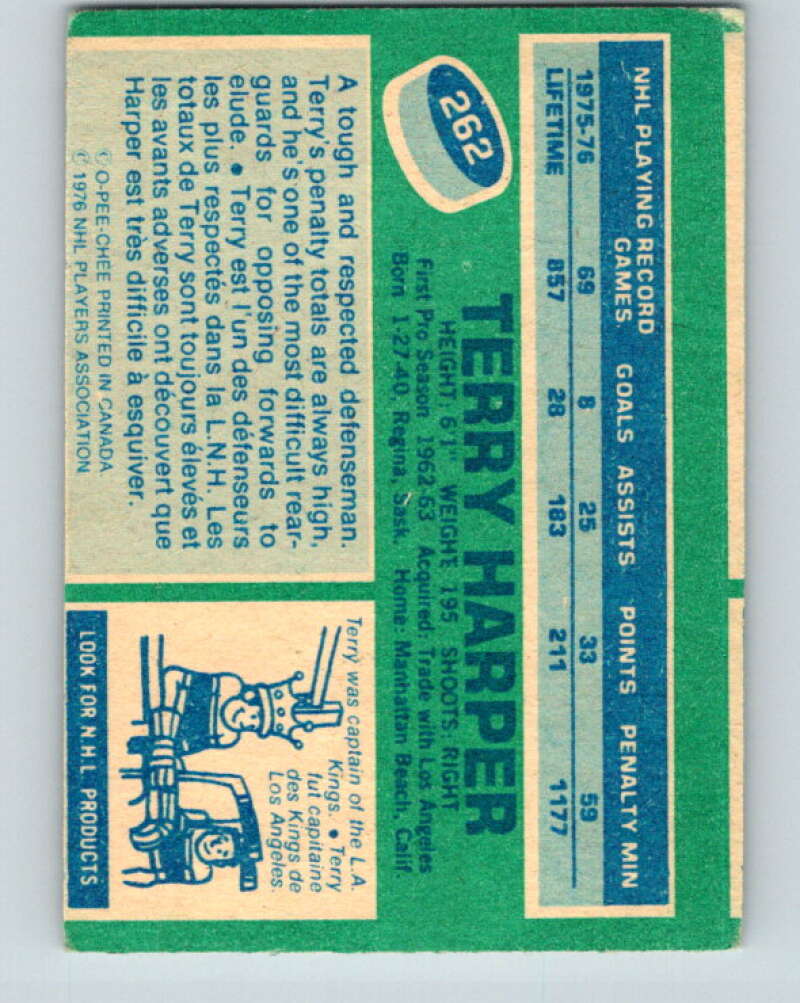 NHL PLAYING RECORD
GAMES. GOALS ASSISTS POINTS PENALTY MIN
1975-76 69 8 25 33 59
LIFETIME 857 28 183 211 1177
262
TERRY HARPER
HEIGHT: 6'1" WEIGHT 195 SHOOTS: RIGHT
First Pro Season 1962-63 Acquired: Trade with Los Angeles
Born 1-27-40, Regina, Sask. Home: Manhattan Beach, Calif.
A tough and respected defenseman.
Terry's penalty totals are always high,
and he's one of the most difficult rear-
guards for opposing forwards to
elude. • Terry est l'un des défenseurs
les plus respectés dans la L.N.H. Les
totaux de Terry sont toujours élevés et
les avants adverses ont découvert que
Harper est très difficile à esquiver.
© O-PEE-CHEE PRINTED IN CANADA
© 1976 NHL PLAYERS ASSOCIATION
Terry was captain of the L.A.
Kings. • Terry
fut capitaine
des Kings de
Los Angeles.
LOOK FOR N.H.L. PRODUCTS